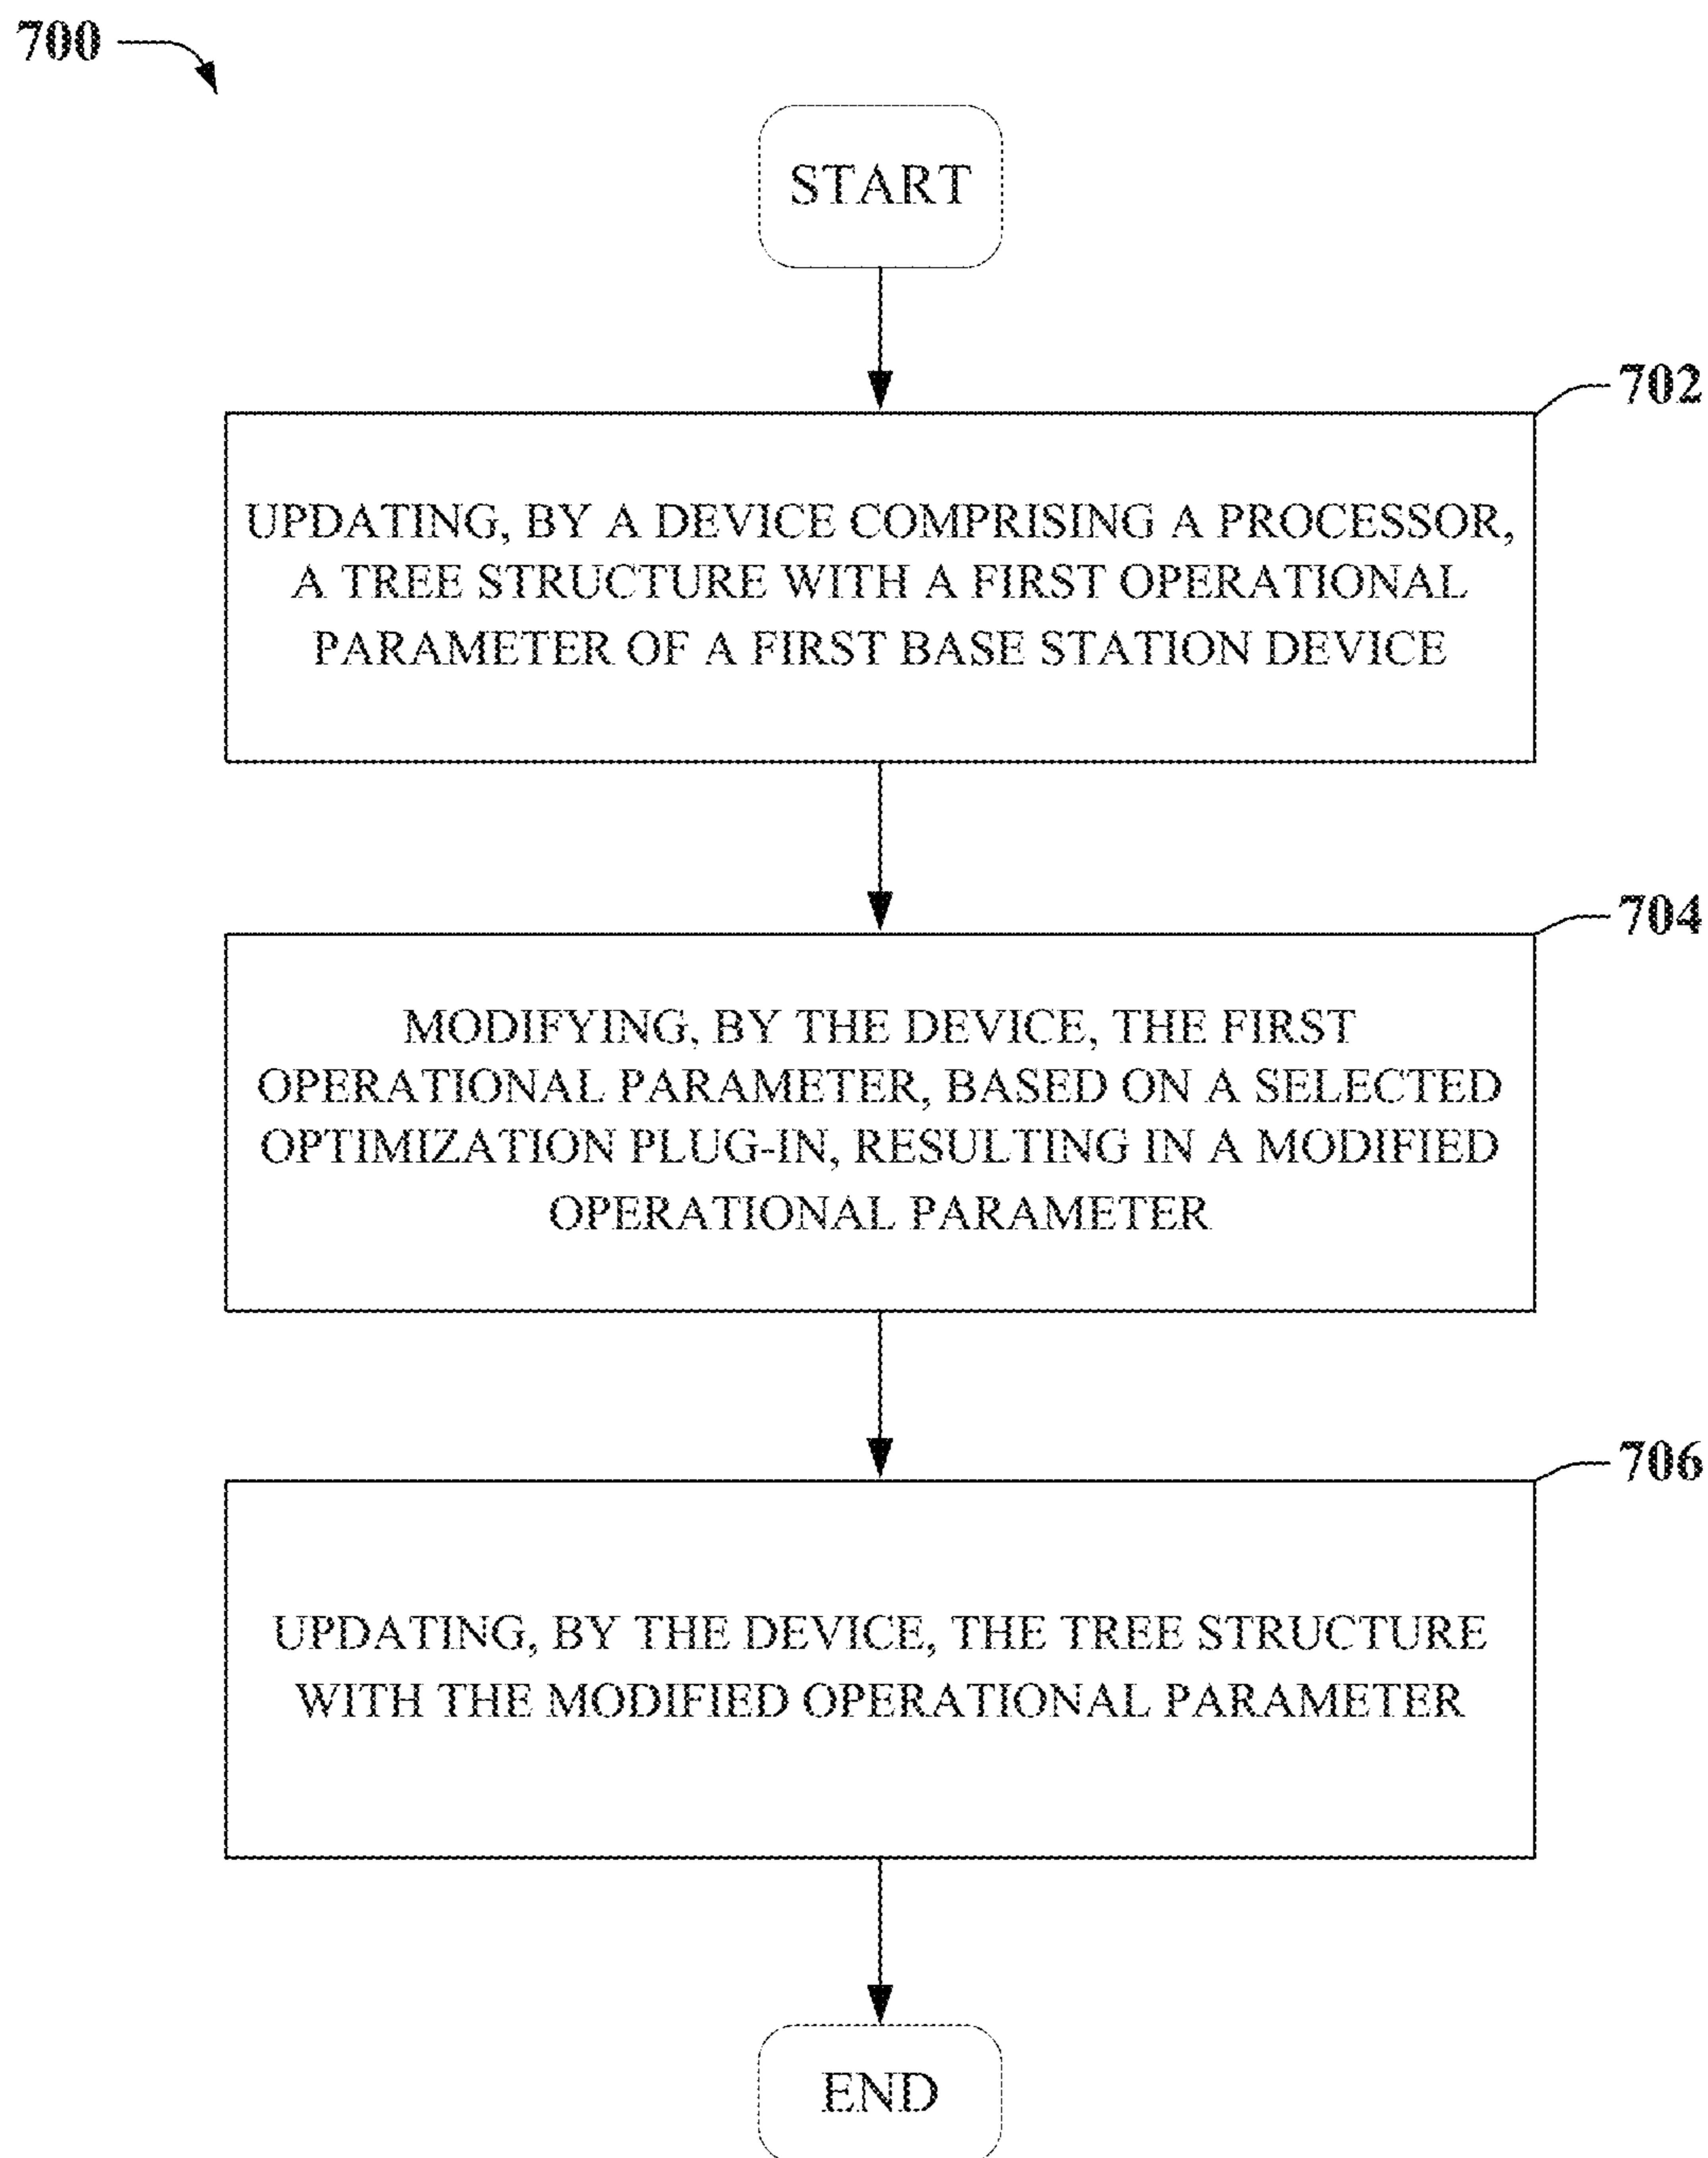 700
START
702
UPDATING, BY A DEVICE COMPRISING A PROCESSOR,
A TREE STRUCTURE WITH A FIRST OPERATIONAL
PARAMETER OF A FIRST BASE STATION DEVICE
704
MODIFYING, BY THE DEVICE, THE FIRST
OPERATIONAL PARAMETER, BASED ON A SELECTED
OPTIMIZATION PLUG-IN, RESULTING IN A MODIFIED
OPERATIONAL PARAMETER
706
UPDATING, BY THE DEVICE, THE TREE STRUCTURE
WITH THE MODIFIED OPERATIONAL PARAMETER
END